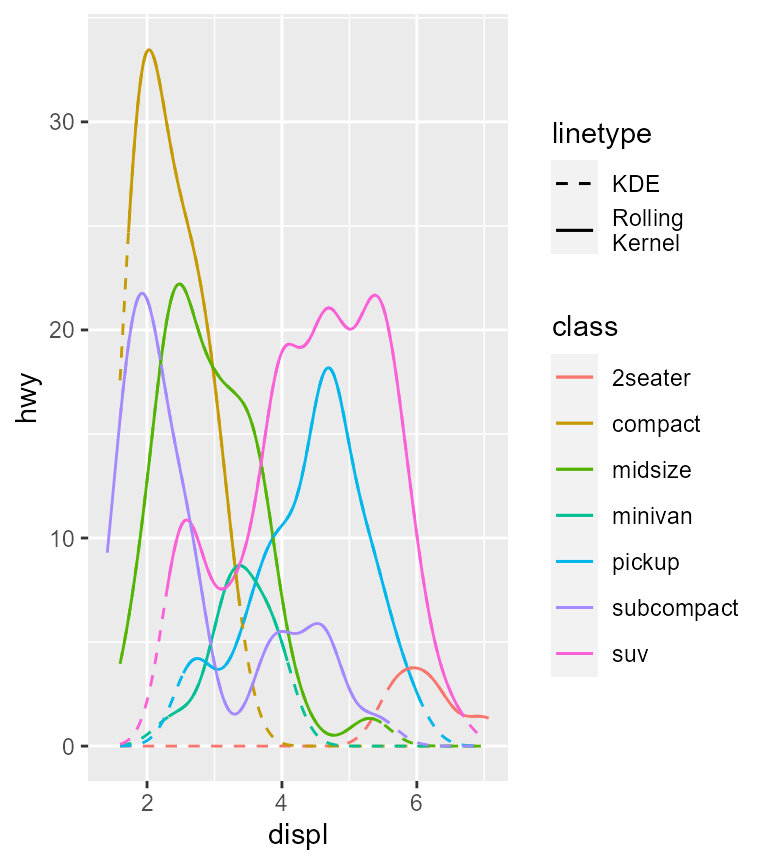 30
20
10
0
hwy
2
4
6
displ
linetype
KDE
Rolling
Kernel
class
2seater
compact
midsize
minivan
pickup
subcompact
suv